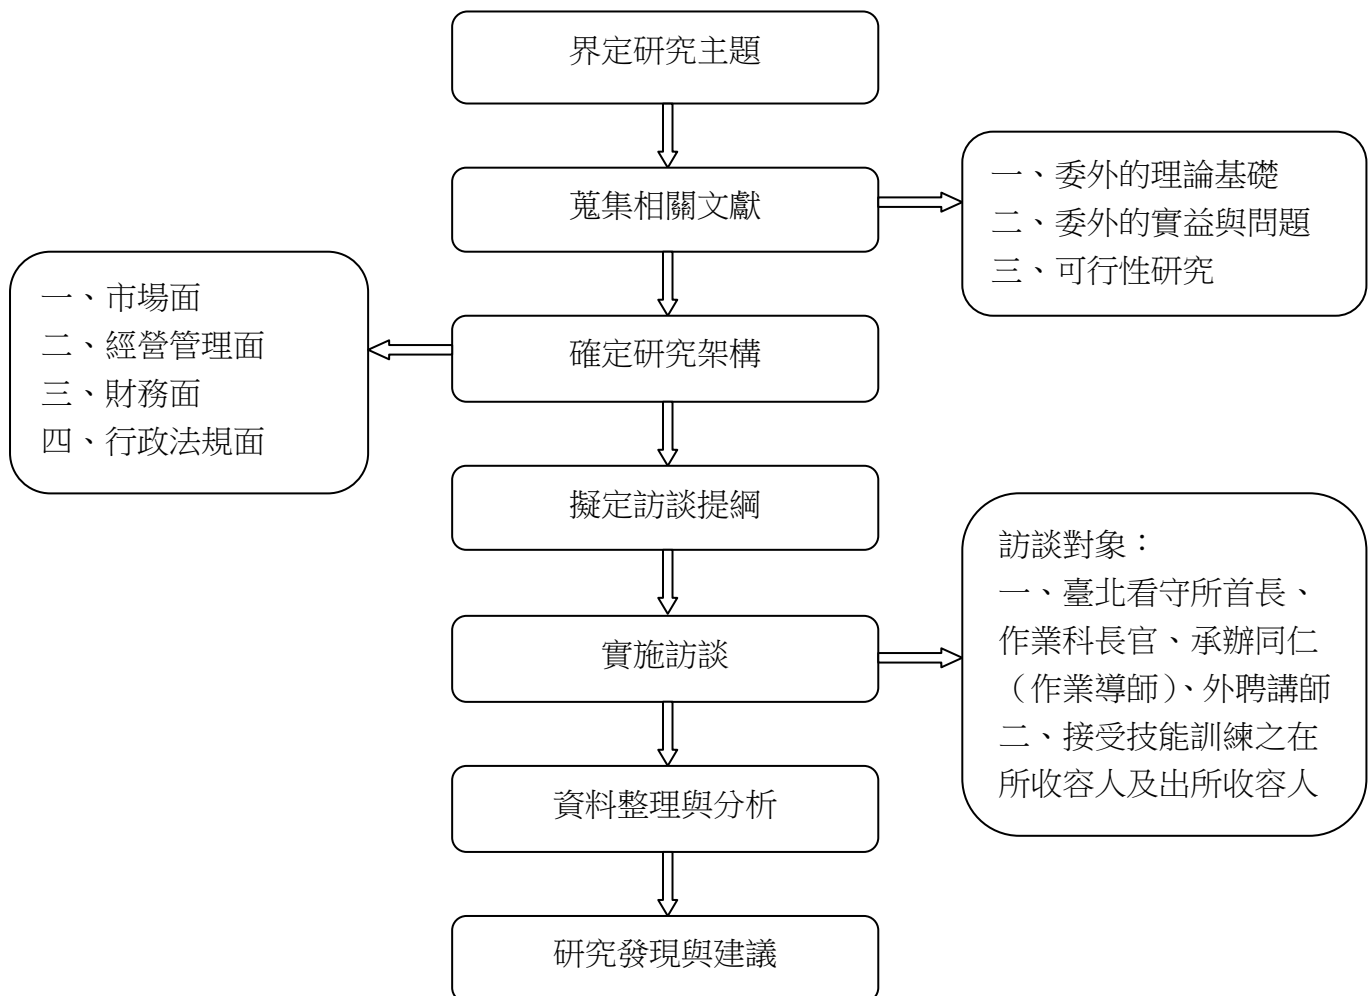 界定研究主題
蒐集相關文獻
一、委外的理論基礎
二、委外的實益與問題
三、可行性研究
一、市場面
二、經營管理面
三、財務面
四、行政法規面
確定研究架構
擬定訪談提綱
實施訪談
訪談對象：
一、臺北看守所首長、
作業科長官、承辦同仁
（作業導師）、外聘講師
二、接受技能訓練之在
所收容人及出所收容人
資料整理與分析
研究發現與建議